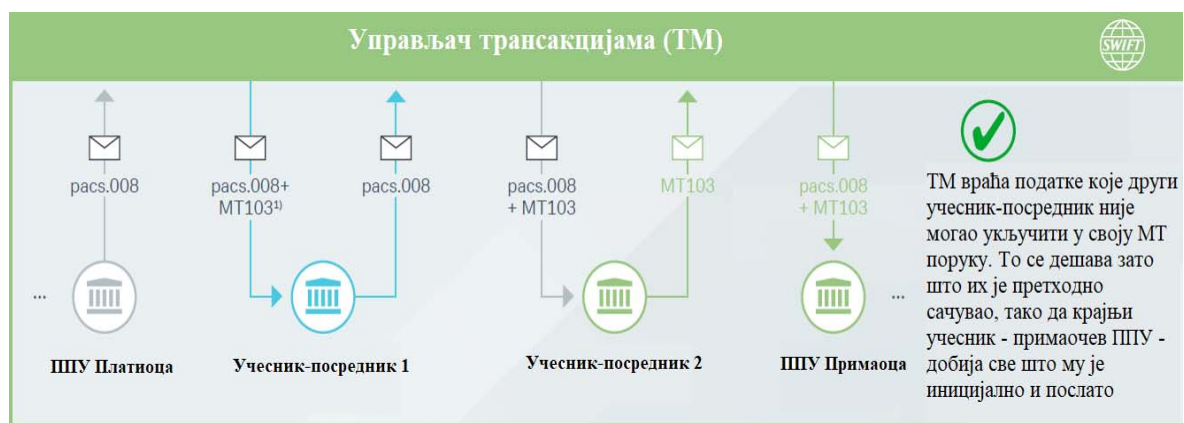 Управљач трансакцијама (ТМ)
SWIFT
pacs.008
pacs.008+
MT103¹⁾
pacs.008
pacs.008
+ MT103
MT103
pacs.008
+ MT103
ТМ враћа податке које други
учесник-посредник није
могао укључити у своју МТ
поруку. То се дешава зато
што их је претходно
сачувао, тако да крајњи
учесник - примаочев ППУ -
добија све што му је
иницијално и послато
...
...
ППУ Платиоца
Учесник-посредник 1
Учесник-посредник 2
ППУ Примаоца